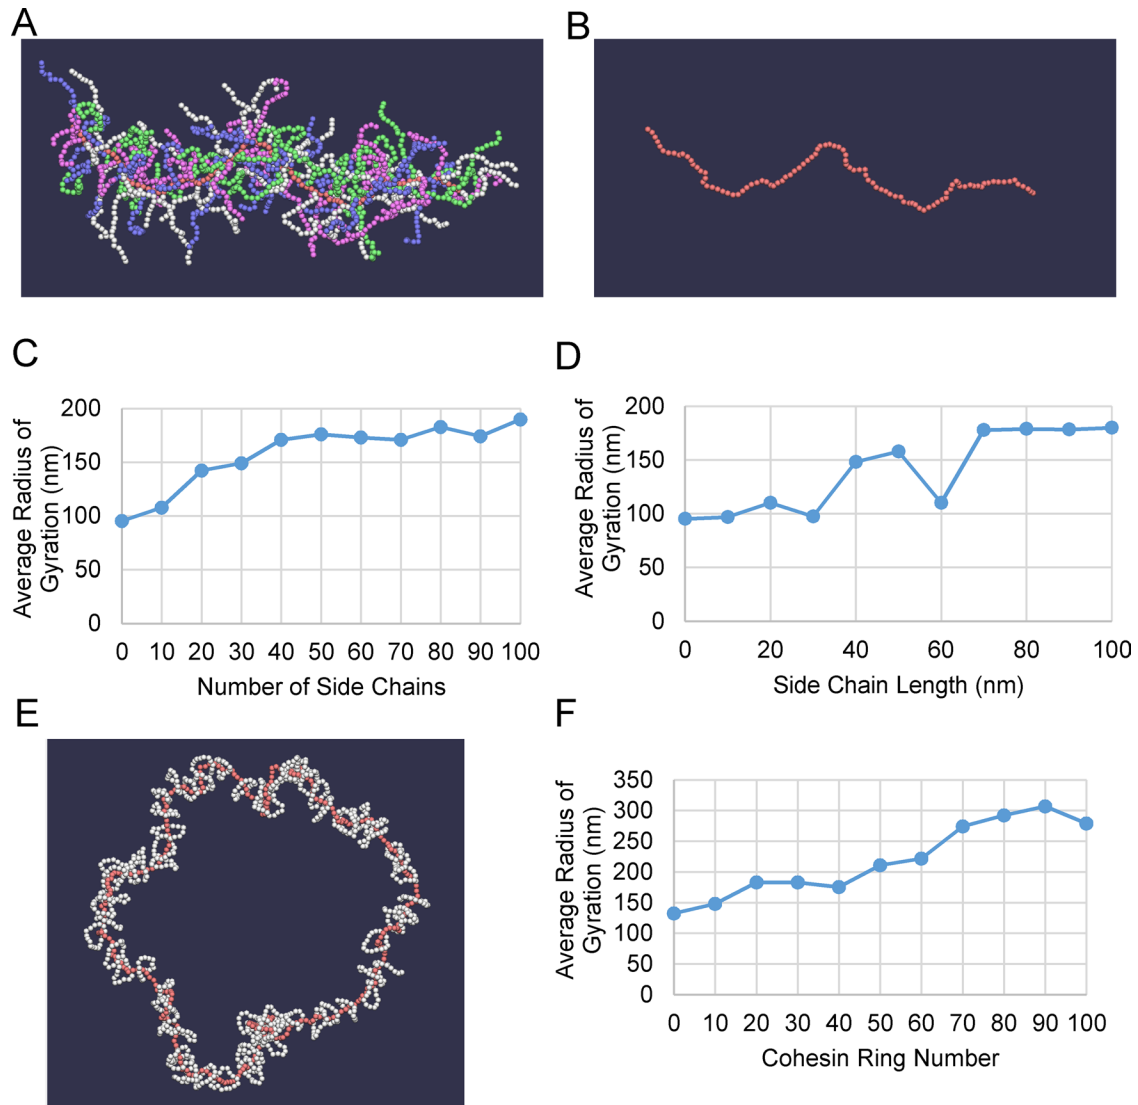 A
B
C
Average Radius of
Gyration (nm)
200
150
100
50
0
0 10 20 30 40 50 60 70 80 90 100
Number of Side Chains
D
Average Radius of
Gyration (nm)
200
150
100
50
0
0 20 40 60 80 100
Side Chain Length (nm)
E
F
Average Radius of
Gyration (nm)
350
300
250
200
150
100
50
0
0 10 20 30 40 50 60 70 80 90 100
Cohesin Ring Number